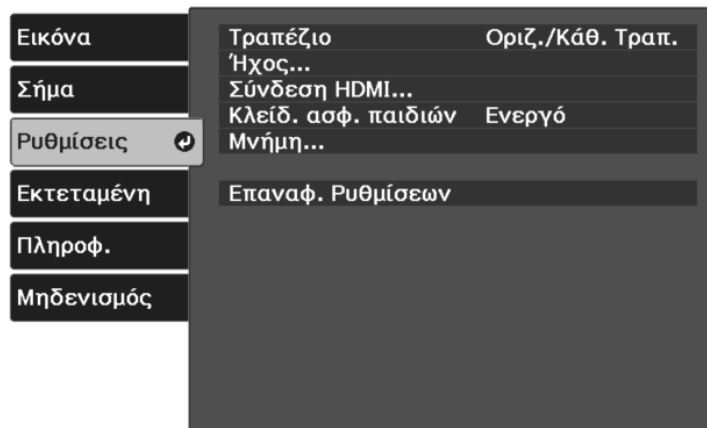 Εικόνα
Σήμα
Ρυθμίσεις
Εκτεταμένη
Πληροφ.
Μηδενισμός
Τραπέζιο Οριζ./Κάθ. Τραπ.
Ήχος...
Σύνδεση HDMI...
Κλείδ. ασφ. παιδιών Ενεργό
Μνήμη...
Επαναφ. Ρυθμίσεων